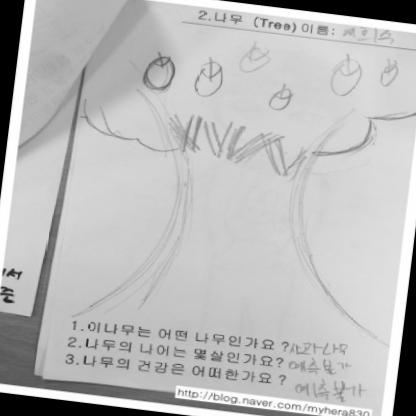 2.나무 (Tree)이름:
1.이나무는 어떤 나무인가요 ?사과나무
2.나무의 나이는 몇살인가요? 예측불가
3.나무의 건강은 어떠한가요 ? 예측불가
http://blog.naver.com/myhera830